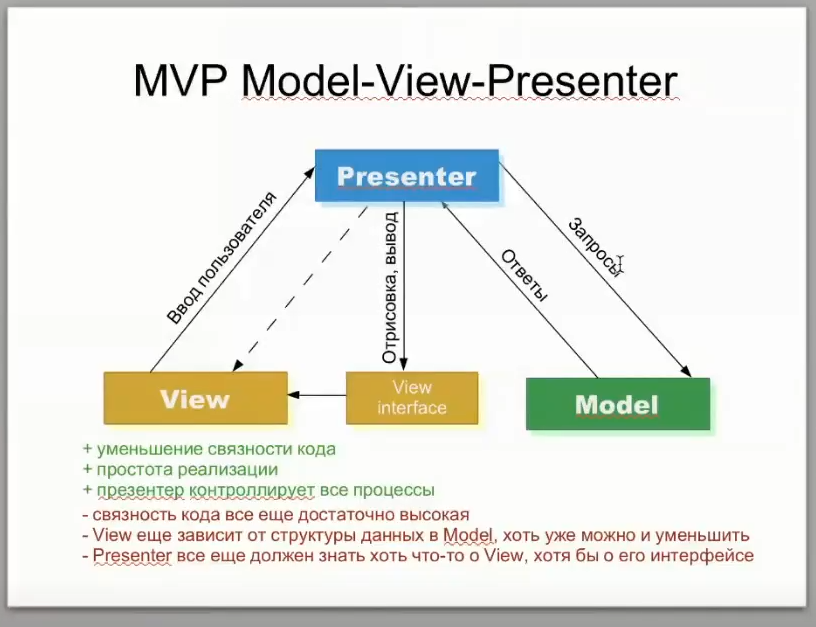 MVP Model-View-Presenter
Presenter
Ввод пользователя
Отрисовка, вывод
Ответы
Запросы
View
View
interface
Model
+ уменьшение связности кода
+ простота реализации
+ презентер контроллирует все процессы
- связность кода все еще достаточно высокая
- View еще зависит от структуры данных в Model, хоть уже можно и уменьшить
- Presenter все еще должен знать хоть что-то о View, хотя бы о его интерфейсе